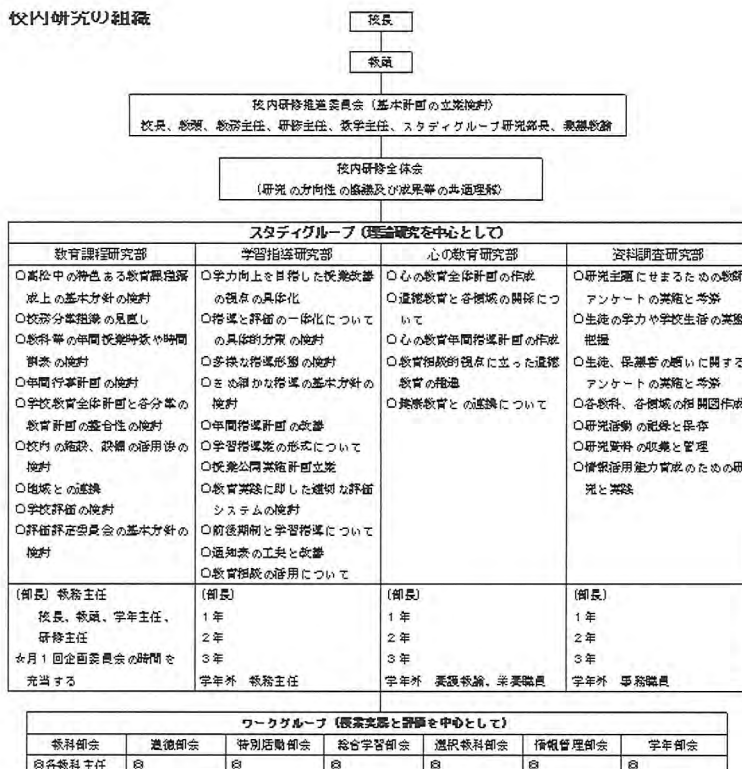 校内研究の組織
校長
教頭
校内研修推進委員会（基本計画の立案検討）
校長、教頭、教務主任、研修主任、数学主任、スタディグループ研究部長、養護教諭
校内研修全体会
（研究の方向性の協議及び成果等の共通理解）
スタディグループ（理論研究を中心として）
教育課程研究部
○高松中の特色ある教育課程編
成上の基本方針の検討
○校務分掌組織の見直し
○教科等の年間授業時数や時間
割表の検討
○年間行事計画の検討
○学校教育全体計画と各分掌の
教育計画の整合性の検討
○校内の施設、設備の活用法の
検討
○地域との連携
○学校評価の検討
○評価評定委員会の基本方針の
検討
(部長) 教務主任
校長、教頭、学年主任、
研修主任
☆月１回企画委員会の時間を
充当する
学習指導研究部
○学力向上を目指した授業改善
の視点の具体化
○指導と評価の一体化について
の具体的方策の検討
○多様な指導形態の検討
○きめ細かな指導の基本方針の
検討
○年間指導計画の改善
○学習指導案の形式について
○授業公開実施計画立案
○教育実践に即した適切な評価
システムの検討
○前後期制と学習指導について
○通知表の工夫と改善
○教育相談の活用について
(部長)
１年
２年
３年
学年外 教務主任
心の教育研究部
○心の教育全体計画の作成
○道徳教育と各領域の関係につ
いて
○心の教育年間指導計画の作成
○教育相談的視点に立った道徳
教育の推進
○健康教育との連携について
(部長)
１年
２年
３年
学年外 養護教諭、栄養職員
資料調査研究部
○研究主題にせまるための教師
アンケートの実施と考察
○生徒の学力や学校生活の実態
把握
○生徒、保護者の願いに関する
アンケートの実施と考察
○各教科、各領域の相関図作成
○研究活動の記録と保存
○研究資料の収集と管理
○情報活用能力育成のための研
究と実践
(部長)
１年
２年
３年
学年外 事務職員
ワークグループ（授業実践と評価を中心として）
教科部会 道徳部会 特別活動部会 総合学習部会 選択教科部会 情報管理部会 学年部会
◎各教科主任 ◎ ◎ ◎ ◎ ◎ ◎